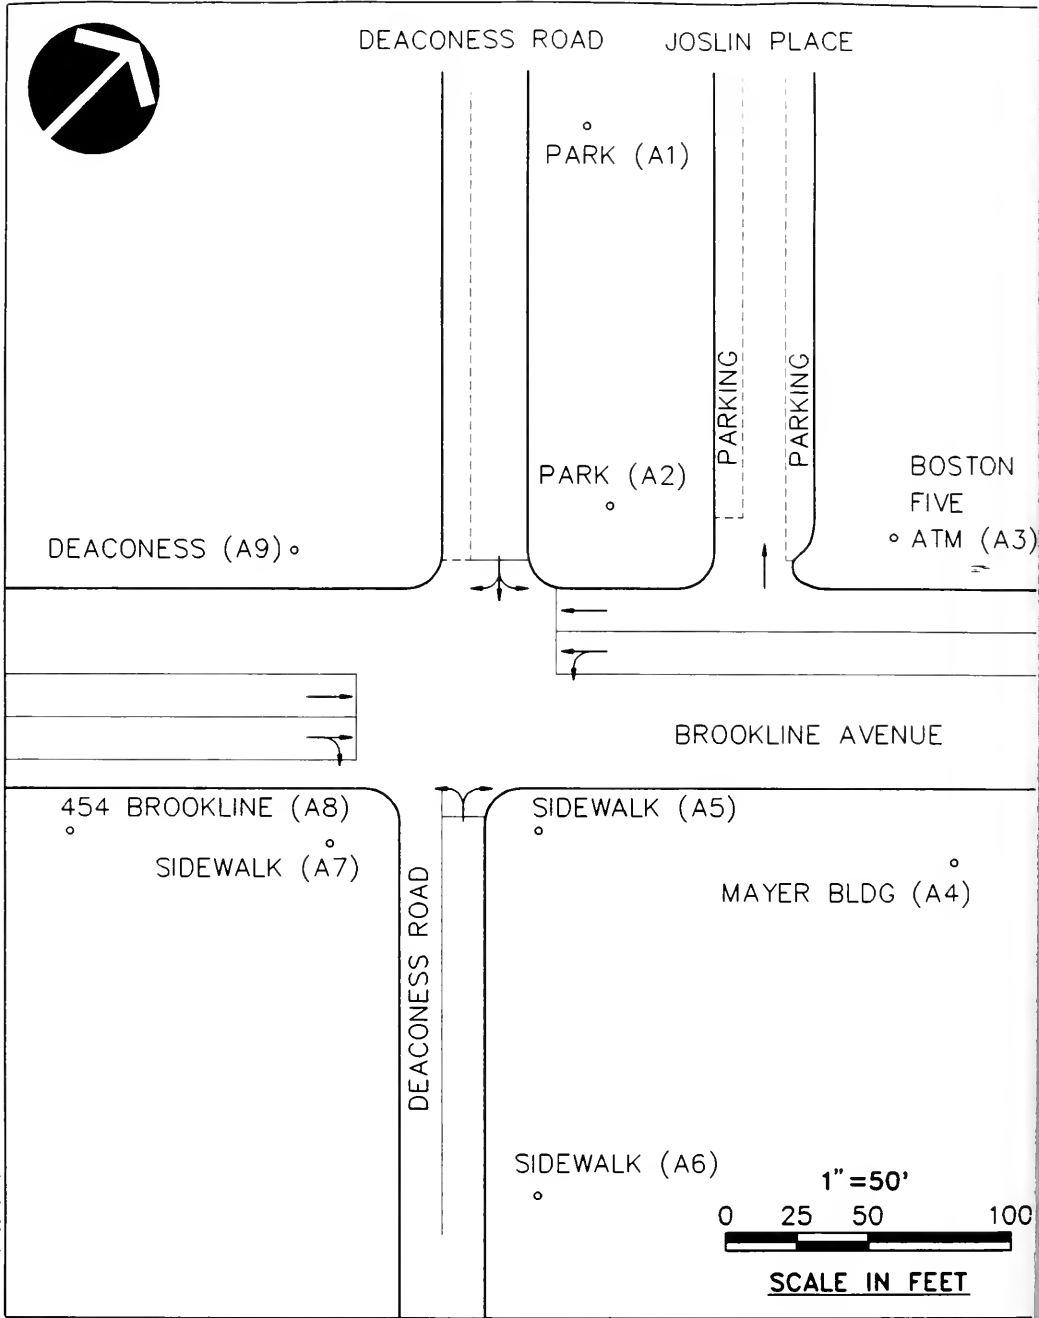 DEACONESS ROAD
JOSLIN PLACE
PARK (A1)
PARKING
PARKING
PARK (A2)
BOSTON
FIVE
ATM (A3)
DEACONESS (A9)
BROOKLINE AVENUE
454 BROOKLINE (A8)
SIDEWALK (A7)
SIDEWALK (A5)
MAYER BLDG (A4)
DEACONESS ROAD
SIDEWALK (A6)
1"=50'
0 25 50 100
SCALE IN FEET